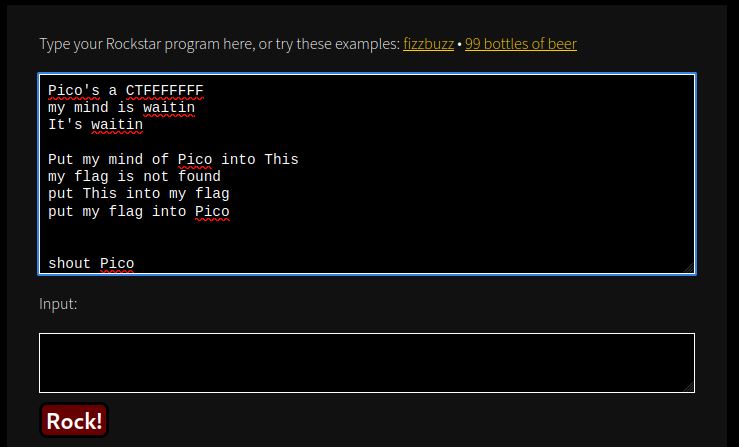 Type your Rockstar program here, or try these examples: fizzbuzz • 99 bottles of beer
Pico's a CTFFFFFFF
my mind is waitin
It's waitin
Put my mind of Pico into This
my flag is not found
put This into my flag
put my flag into Pico
shout Pico
Input:
Rock!